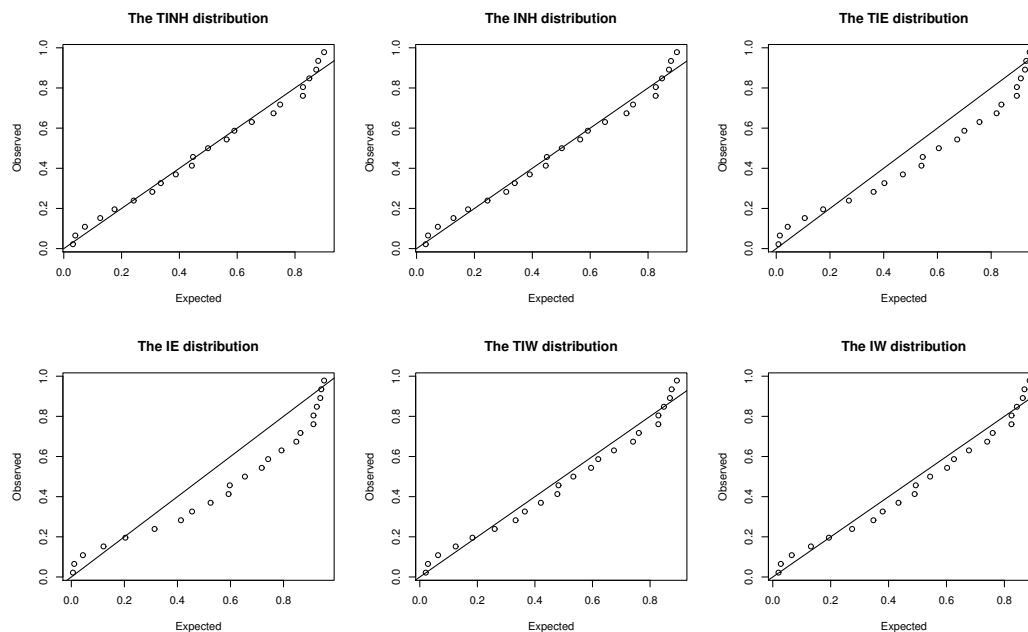 The TINH distribution
The INH distribution
The TIE distribution
Observed
0.0 0.2 0.4 0.6 0.8 1.0
0.0 0.2 0.4 0.6 0.8
Expected
Observed
0.0 0.2 0.4 0.6 0.8 1.0
0.0 0.2 0.4 0.6 0.8
Expected
Observed
0.0 0.2 0.4 0.6 0.8 1.0
0.0 0.2 0.4 0.6 0.8
Expected
The IE distribution
The TIW distribution
The IW distribution
Observed
0.0 0.2 0.4 0.6 0.8 1.0
0.0 0.2 0.4 0.6 0.8
Expected
Observed
0.0 0.2 0.4 0.6 0.8 1.0
0.0 0.2 0.4 0.6 0.8
Expected
Observed
0.0 0.2 0.4 0.6 0.8 1.0
0.0 0.2 0.4 0.6 0.8
Expected